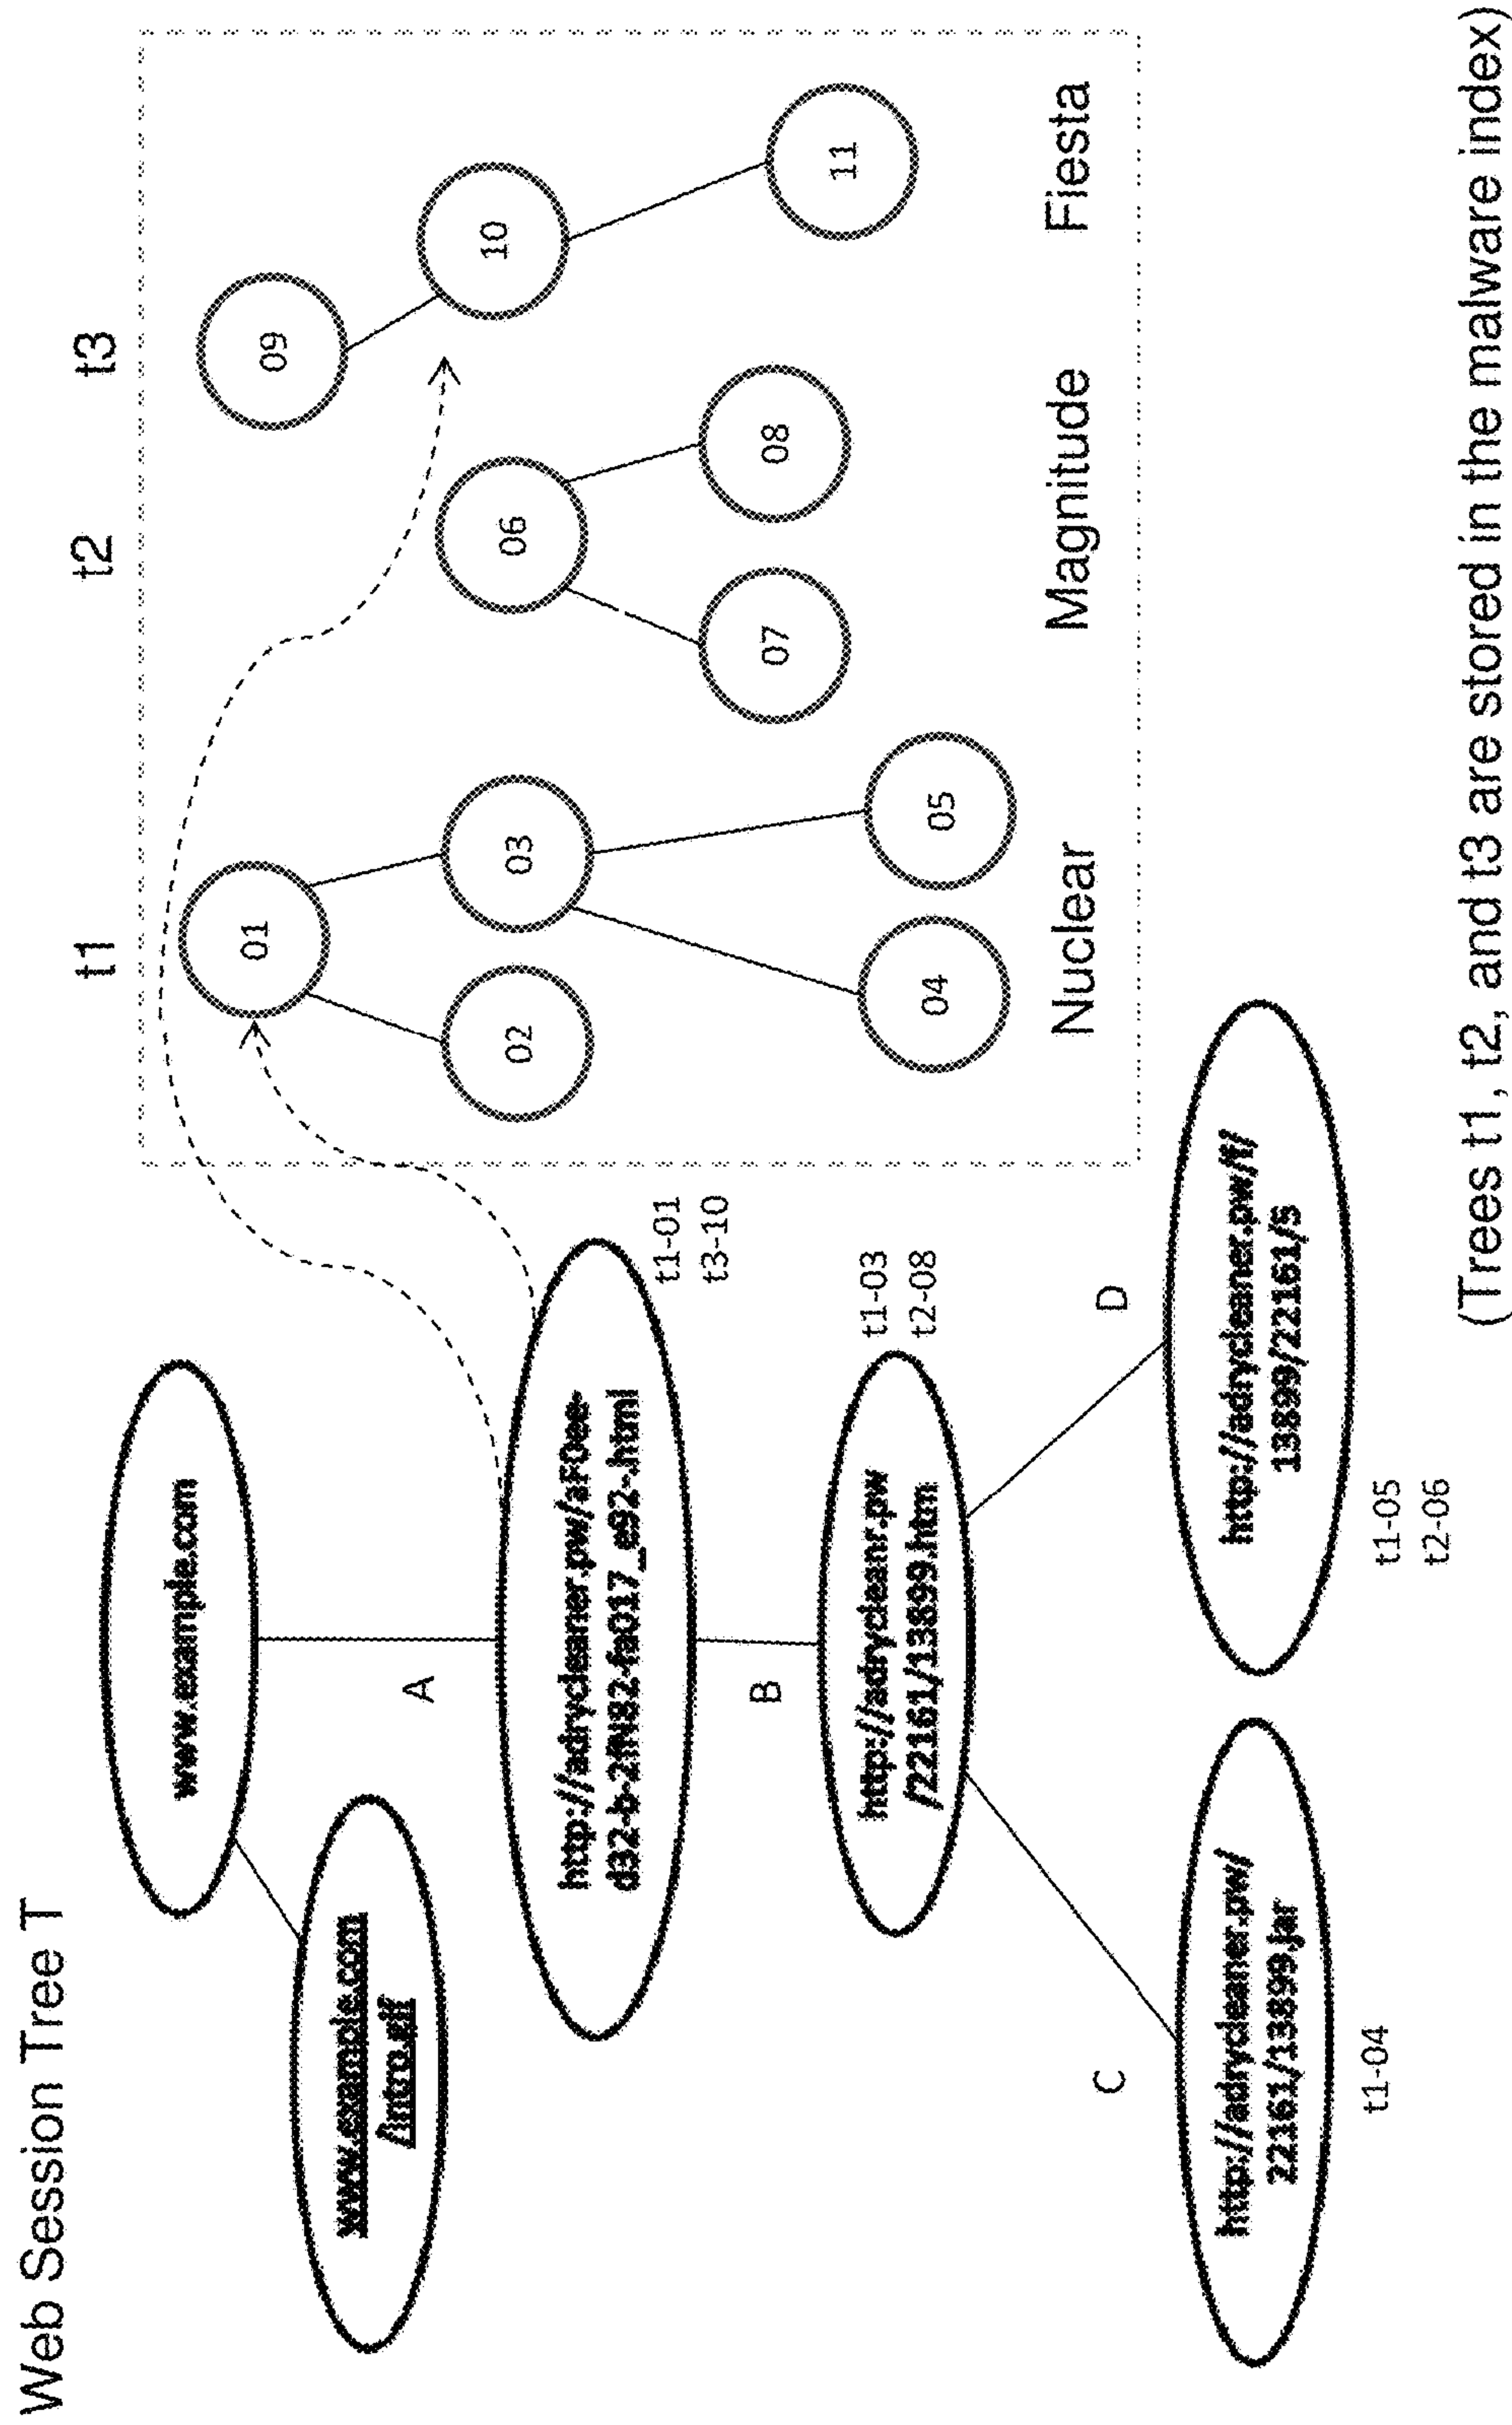 Web Session Tree T
www.example.com
www.example.com
/intro.gif
A
http://adrycleaner.pw/aF0ee-
d32-b-2fN82-fa017_e92-.html
t1-01
t3-10
B
http://adrycleanr.pw
/22161/13899.htm
t1-03
t2-08
C
http://adrycleaner.pw/
22161/13899.jar
t1-04
D
http://adrycleaner.pw/f/
13899/22161/s
t1-05
t2-06
t1
t2
t3
01
02
03
04
05
06
07
08
09
10
11
Nuclear
Magnitude
Fiesta
(Trees t1, t2, and t3 are stored in the malware index)